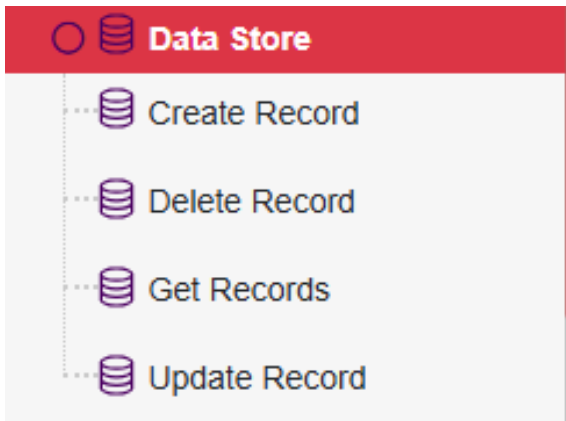 Data Store
Create Record
Delete Record
Get Records
Update Record